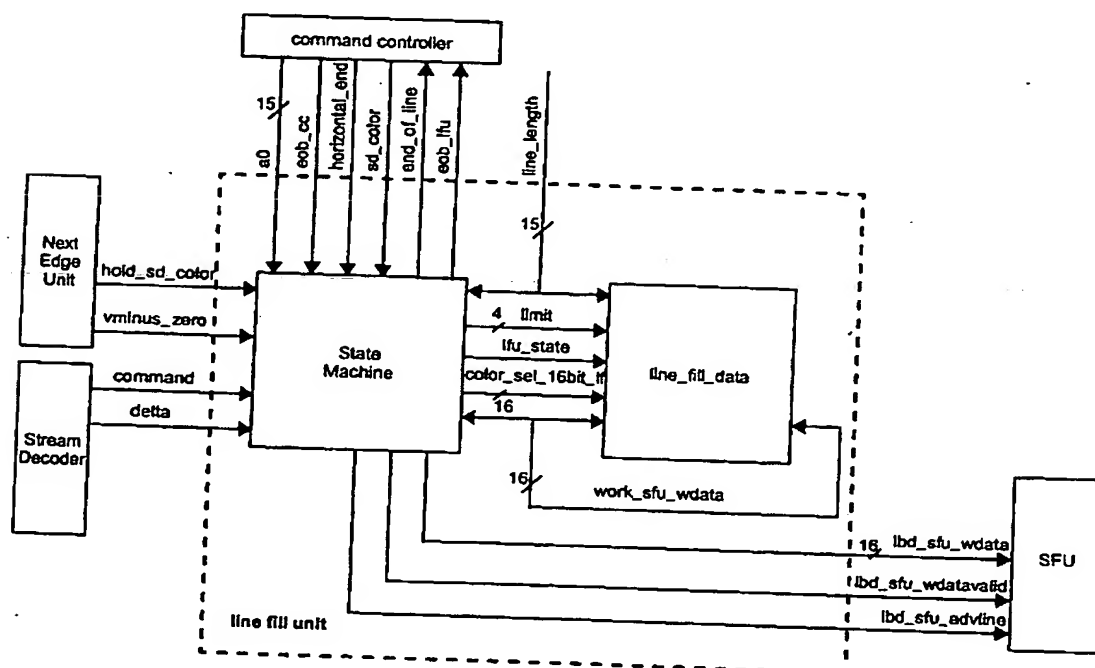 command controller
15
a0
eob_cc
horizontal_end
sd_color
end_of_line
eob_lfu
line_length
15
Next
Edge
Unit
hold_sd_color
vminus_zero
State
Machine
4
limit
lfu_state
color_sel_16bit_lf
16
line_fill_data
command
delta
Stream
Decoder
16
work_sfu_wdata
16
lbd_sfu_wdata
lbd_sfu_wdatavalid
lbd_sfu_advline
SFU
line fill unit